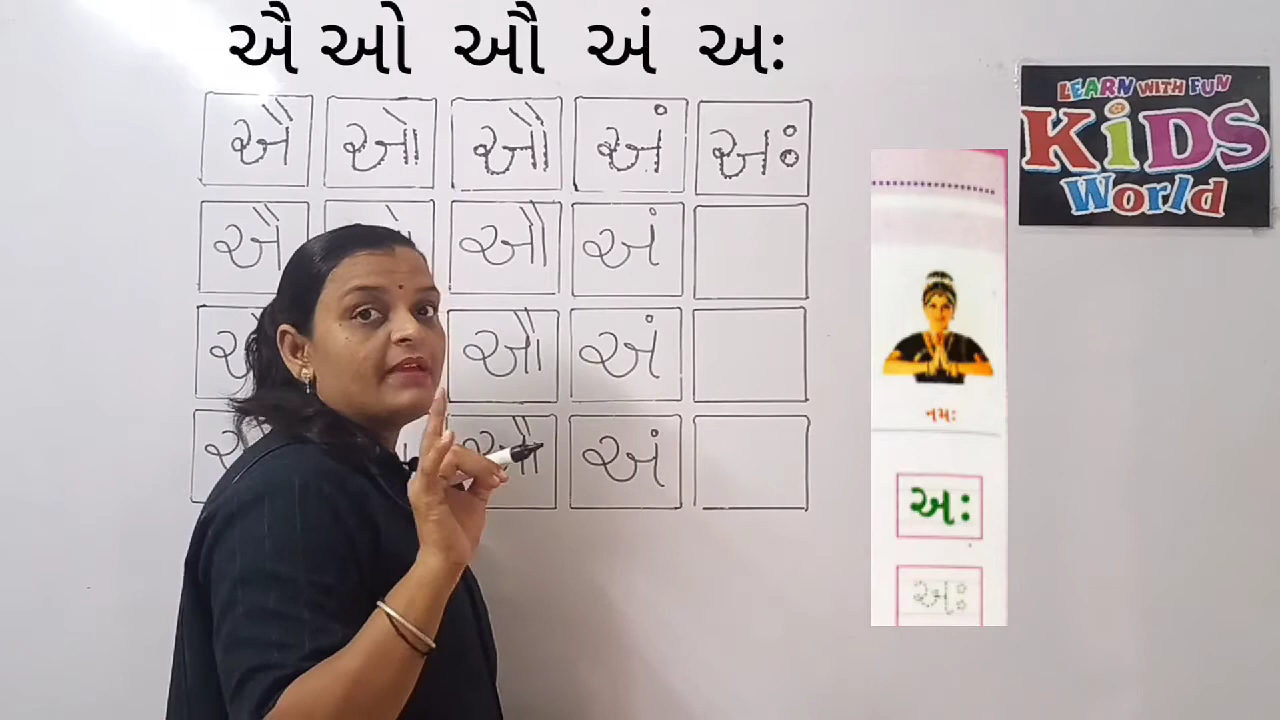 ઐ ઓ ઔ અં અઃ
ઐ ઓ ઔ અં અઃ
ઐ ઔ અં
ઔ અં
ઔ અં
LEARN WITH FUN
KiDS
World
નમઃ
અઃ
અઃ